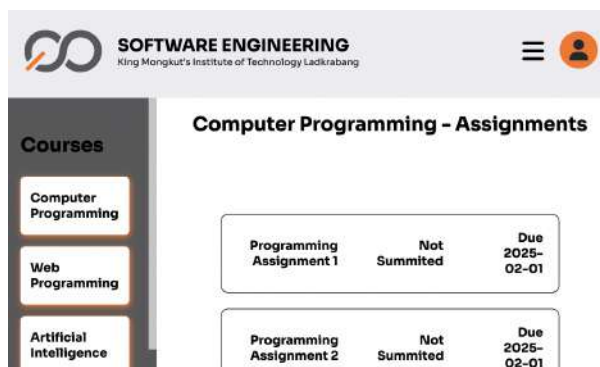 SOFTWARE ENGINEERING
King Mongkut's Institute of Technology Ladkrabang
Courses
Computer
Programming
Web
Programming
Artificial
Intelligence
Computer Programming - Assignments
Programming
Assignment 1
Not
Summited
Due
2025-
02-01
Programming
Assignment 2
Not
Summited
Due
2025-
02-01